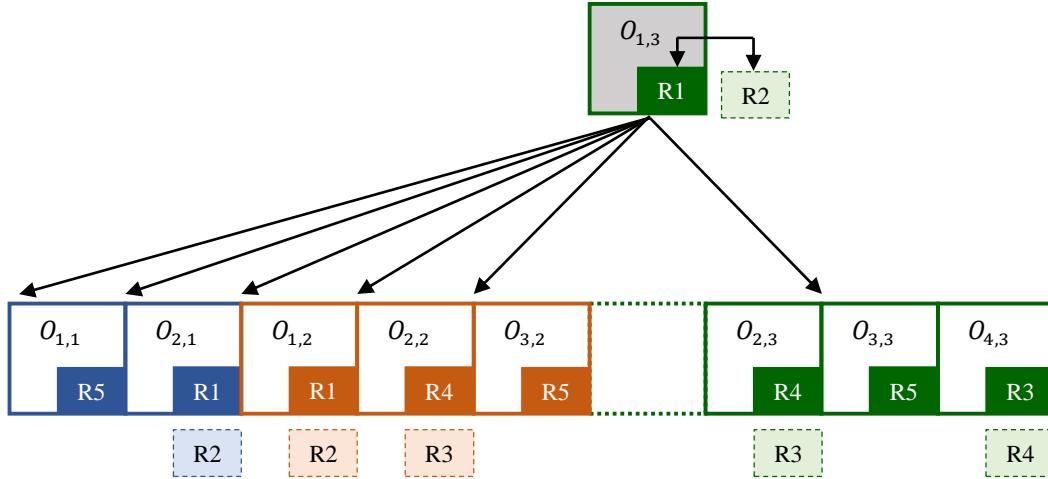 O1,3
R1 R2
O1,1 O2,1 O1,2 O2,2 O3,2 O2,3 O3,3 O4,3
R5 R1 R1 R4 R5 R4 R5 R3
R2 R2 R3 R3 R4